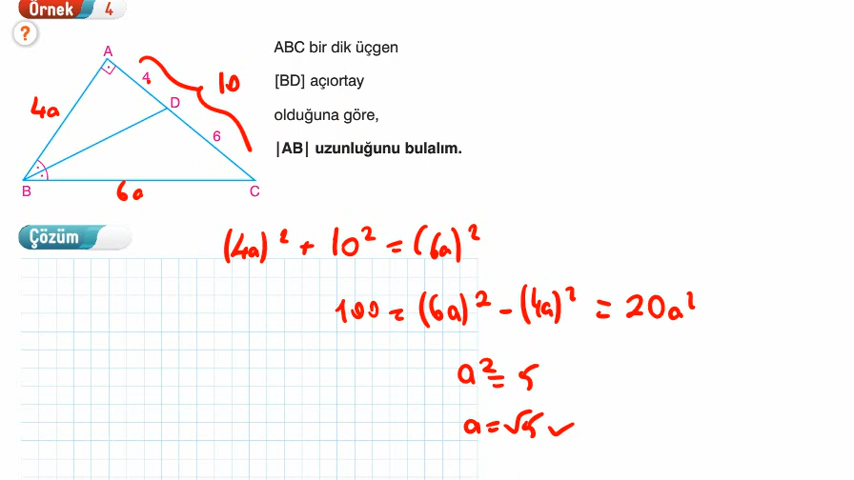 Örnek 4
?
ABC bir dik üçgen
[BD] açıortay
olduğuna göre,
|AB| uzunluğunu bulalım.
A
4
10
D
4a
6
B
6a
C
Çözüm
(4a)² + 10² = (6a)²
100 = (6a)² - (4a)² = 20a²
a² = 5
a = √5 ✓